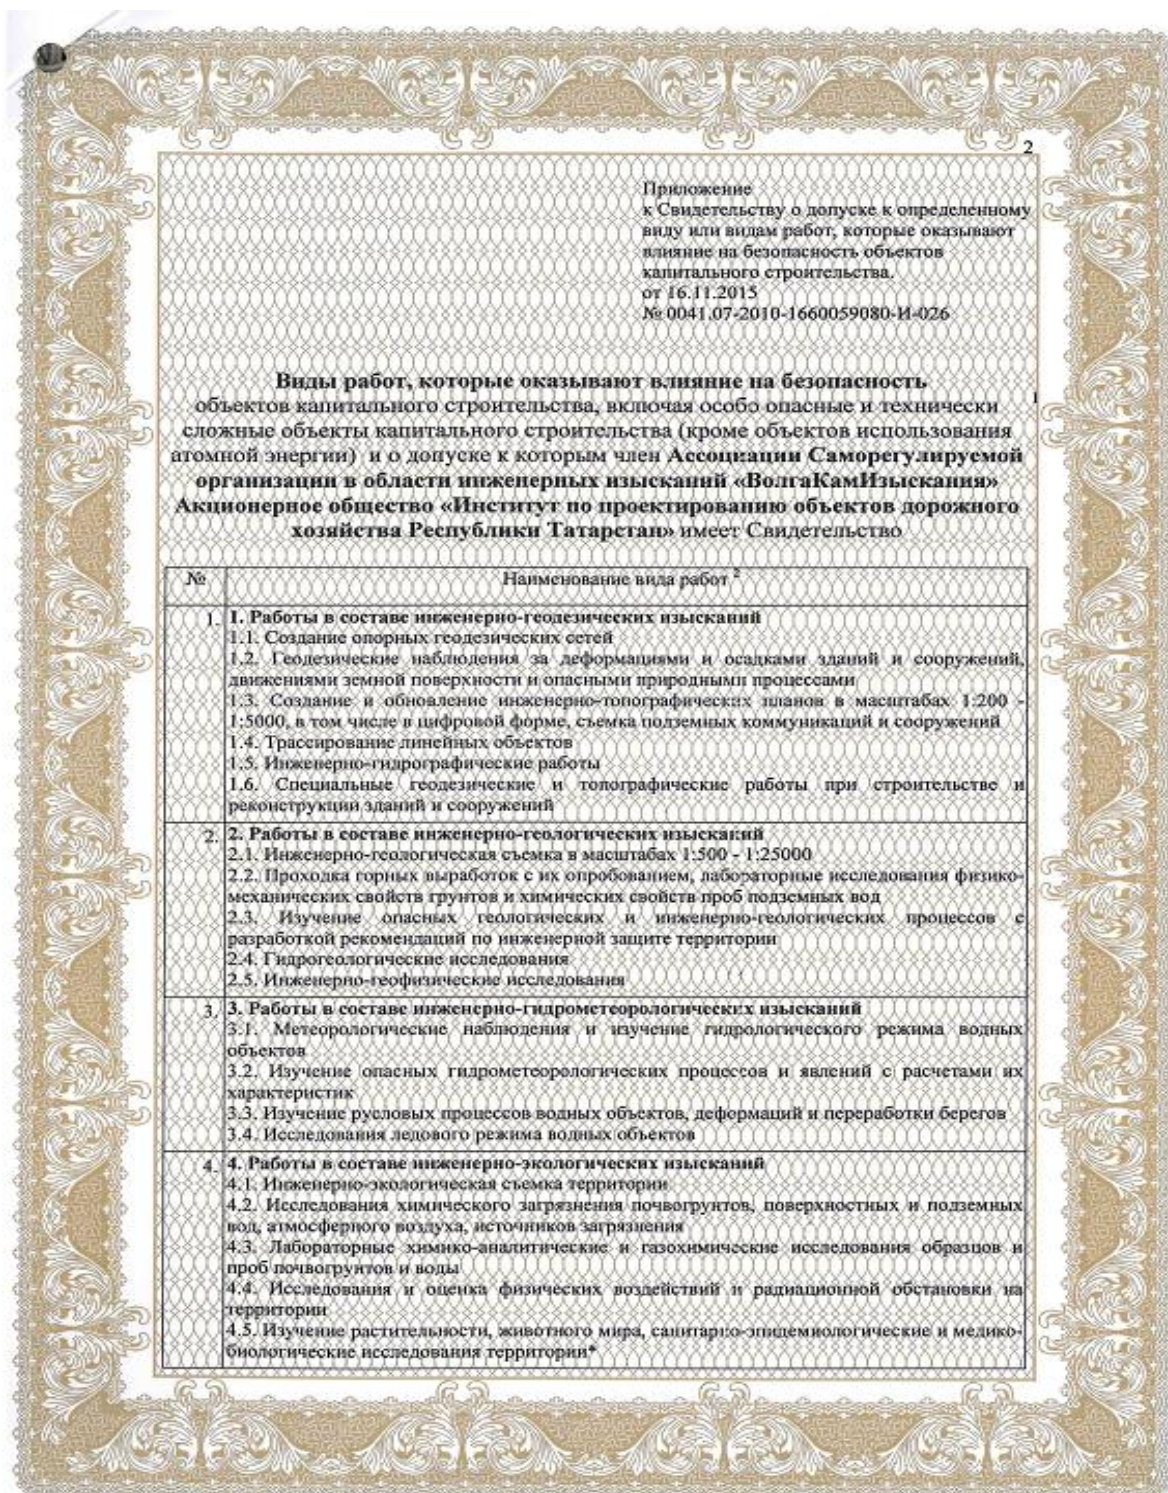 2
Приложение
к Свидетельству о допуске к определенному
виду или видам работ, которые оказывают
влияние на безопасность объектов
капитального строительства.
от 16.11.2015
№ 0041.07-2010-1660059080-И-026
Виды работ, которые оказывают влияние на безопасность
объектов капитального строительства, включая особо опасные и технически
сложные объекты капитального строительства (кроме объектов использования
атомной энергии) и о допуске к которым член Ассоциации Саморегулируемой
организации в области инженерных изысканий «ВолгаКамИзыскания»
Акционерное общество «Институт по проектированию объектов дорожного
хозяйства Республики Татарстан» имеет Свидетельство
№ Наименование вида работ 2
1. 1. Работы в составе инженерно-геодезических изысканий
1.1. Создание опорных геодезических сетей
1.2. Геодезические наблюдения за деформациями и осадками зданий и сооружений,
движениями земной поверхности и опасными природными процессами
1.3. Создание и обновление инженерно-топографических планов в масштабах 1:200 -
1:5000, в том числе в цифровой форме, съемка подземных коммуникаций и сооружений
1.4. Трассирование линейных объектов
1.5. Инженерно-гидрографические работы
1.6. Специальные геодезические и топографические работы при строительстве и
реконструкции зданий и сооружений
2. 2. Работы в составе инженерно-геологических изысканий
2.1. Инженерно-геологическая съемка в масштабах 1:500 - 1:25000
2.2. Проходка горных выработок с их опробованием, лабораторные исследования физико-
механических свойств грунтов и химических свойств проб подземных вод
2.3. Изучение опасных геологических и инженерно-геологических процессов с
разработкой рекомендаций по инженерной защите территории
2.4. Гидрогеологические исследования
2.5. Инженерно-геофизические исследования
3. 3. Работы в составе инженерно-гидрометеорологических изысканий
3.1. Метеорологические наблюдения и изучение гидрологического режима водных
объектов
3.2. Изучение опасных гидрометеорологических процессов и явлений с расчетами их
характеристик
3.3. Изучение русловых процессов водных объектов, деформаций и переработки берегов
3.4. Исследования ледового режима водных объектов
4. 4. Работы в составе инженерно-экологических изысканий
4.1. Инженерно-экологическая съемка территории
4.2. Исследования химического загрязнения почвогрунтов, поверхностных и подземных
вод, атмосферного воздуха, источников загрязнения
4.3. Лабораторные химико-аналитические и газохимические исследования образцов и
проб почвогрунтов и воды
4.4. Исследования и оценка физических воздействий и радиационной обстановки на
территории
4.5. Изучение растительности, животного мира, санитарно-эпидемиологические и медико-
биологические исследования территории*